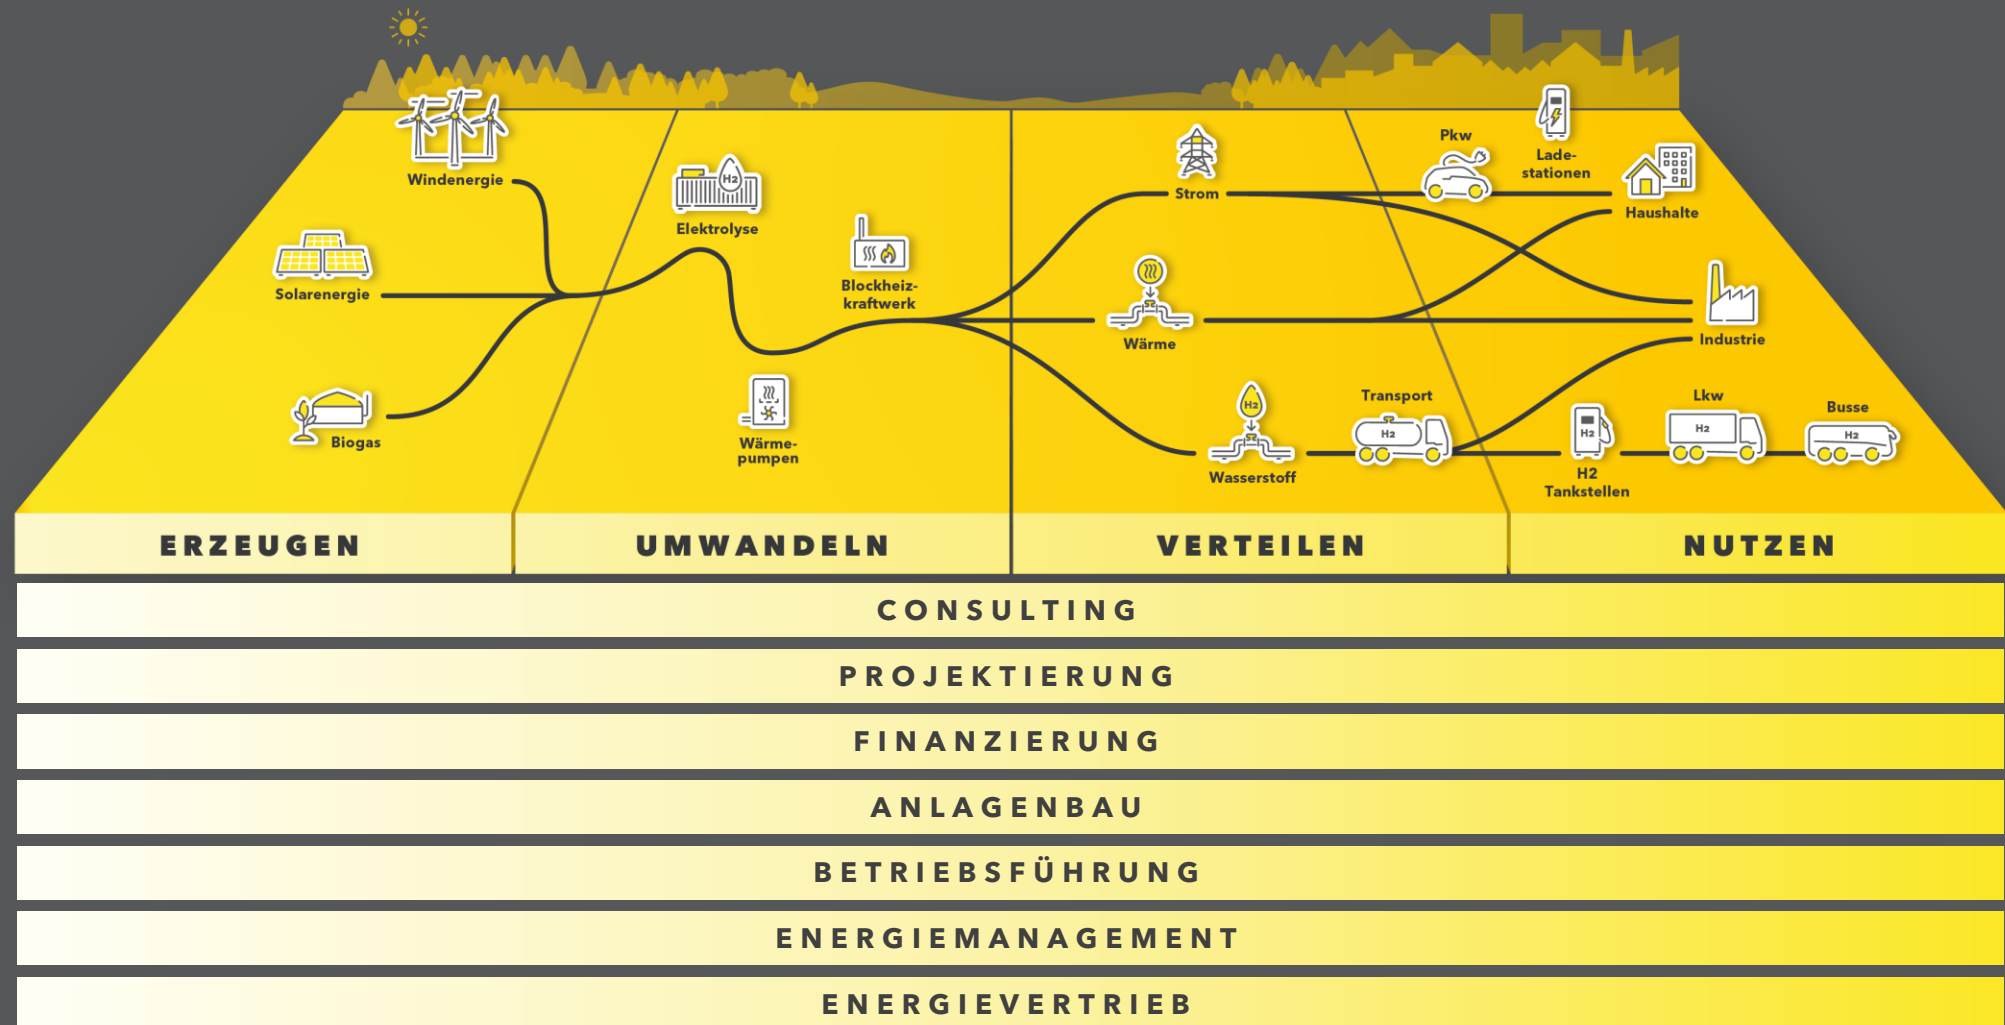 Windenergie
Solarenergie
Biogas
H2
Elektrolyse
Blockheiz-
kraftwerk
Wärme-
pumpen
Strom
Wärme
H2
Wasserstoff
Transport
H2
Pkw
Lade-
stationen
Haushalte
Industrie
H2
H2
Tankstellen
Lkw
H2
Busse
H2
ERZEUGEN
UMWANDELN
VERTEILEN
NUTZEN
CONSULTING
PROJEKTIERUNG
FINANZIERUNG
ANLAGENBAU
BETRIEBSFÜHRUNG
ENERGIEMANAGEMENT
ENERGIEVERTRIEB